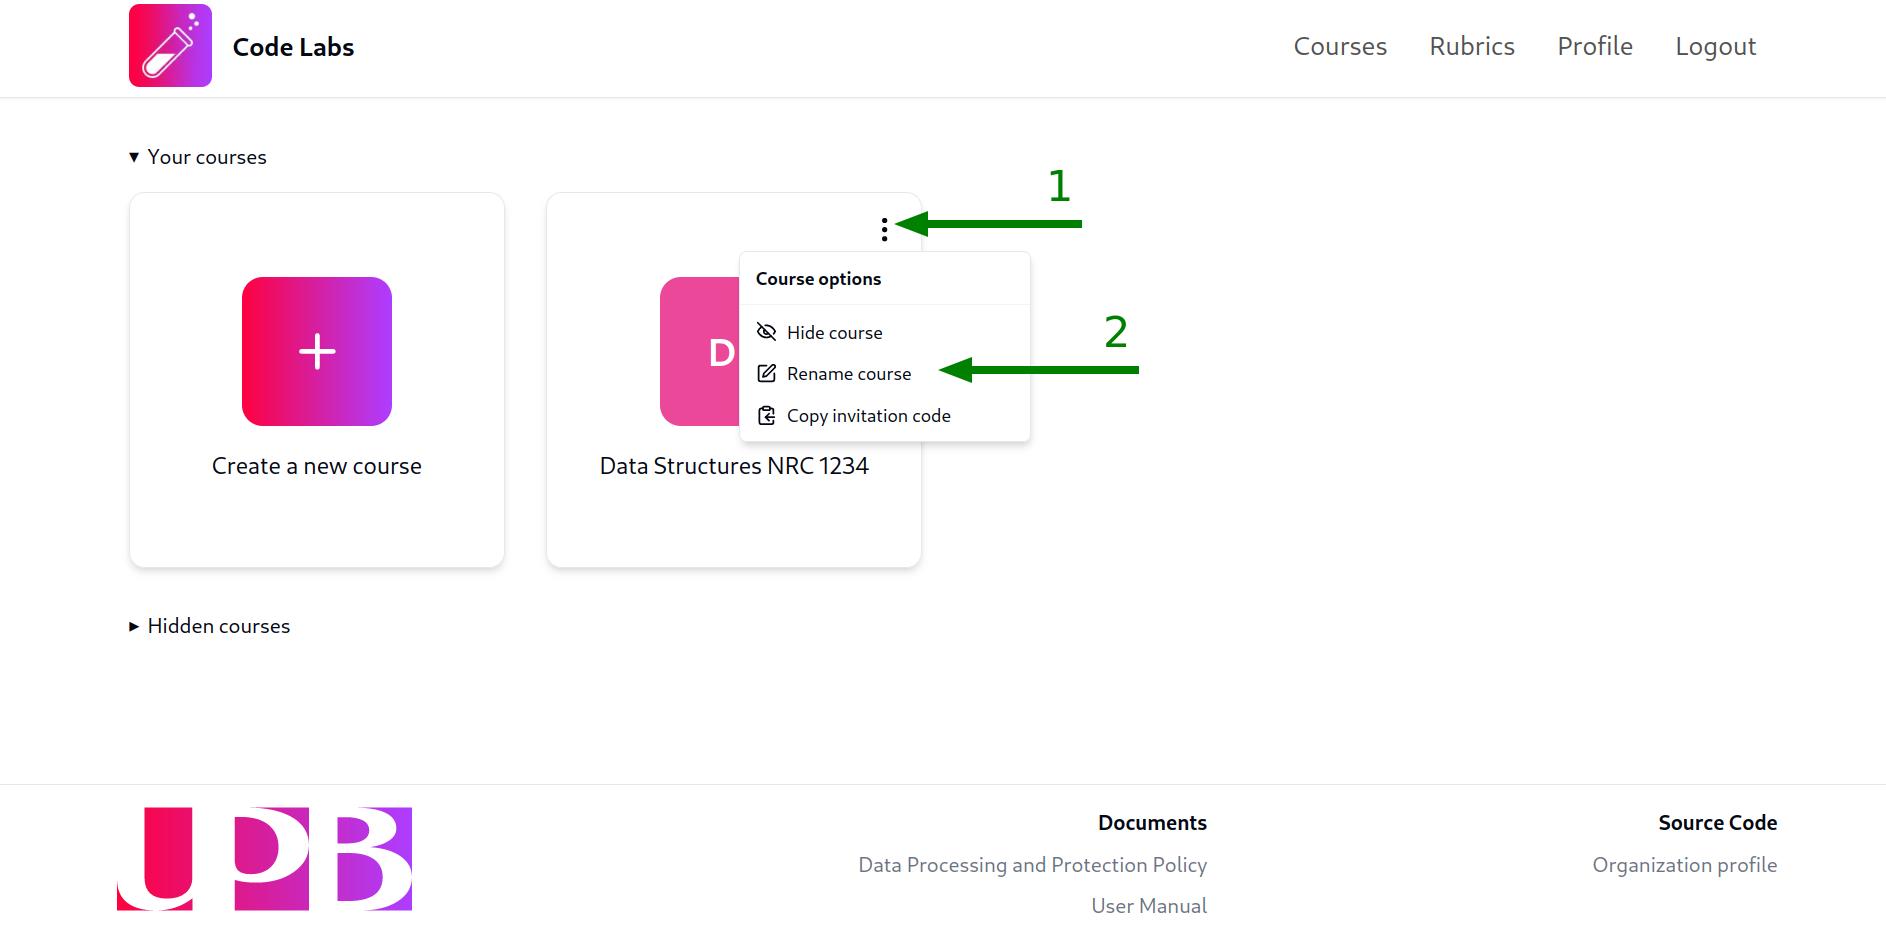 Code Labs
Courses Rubrics Profile Logout
▼ Your courses
1
Course options
Hide course
2
Rename course
Copy invitation code
D
Create a new course
Data Structures NRC 1234
► Hidden courses
UPB
Documents
Data Processing and Protection Policy
User Manual
Source Code
Organization profile